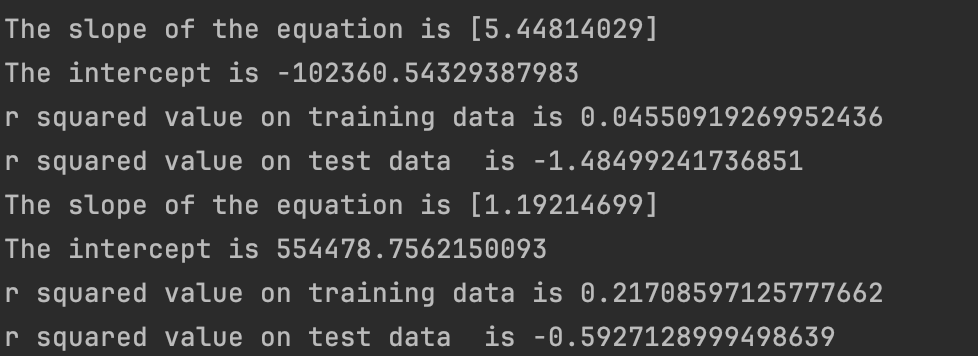 The slope of the equation is [5.44814029]
The intercept is -102360.54329387983
r squared value on training data is 0.04550919269952436
r squared value on test data  is -1.48499241736851
The slope of the equation is [1.19214699]
The intercept is 554478.7562150093
r squared value on training data is 0.21708597125777662
r squared value on test data  is -0.5927128999498639